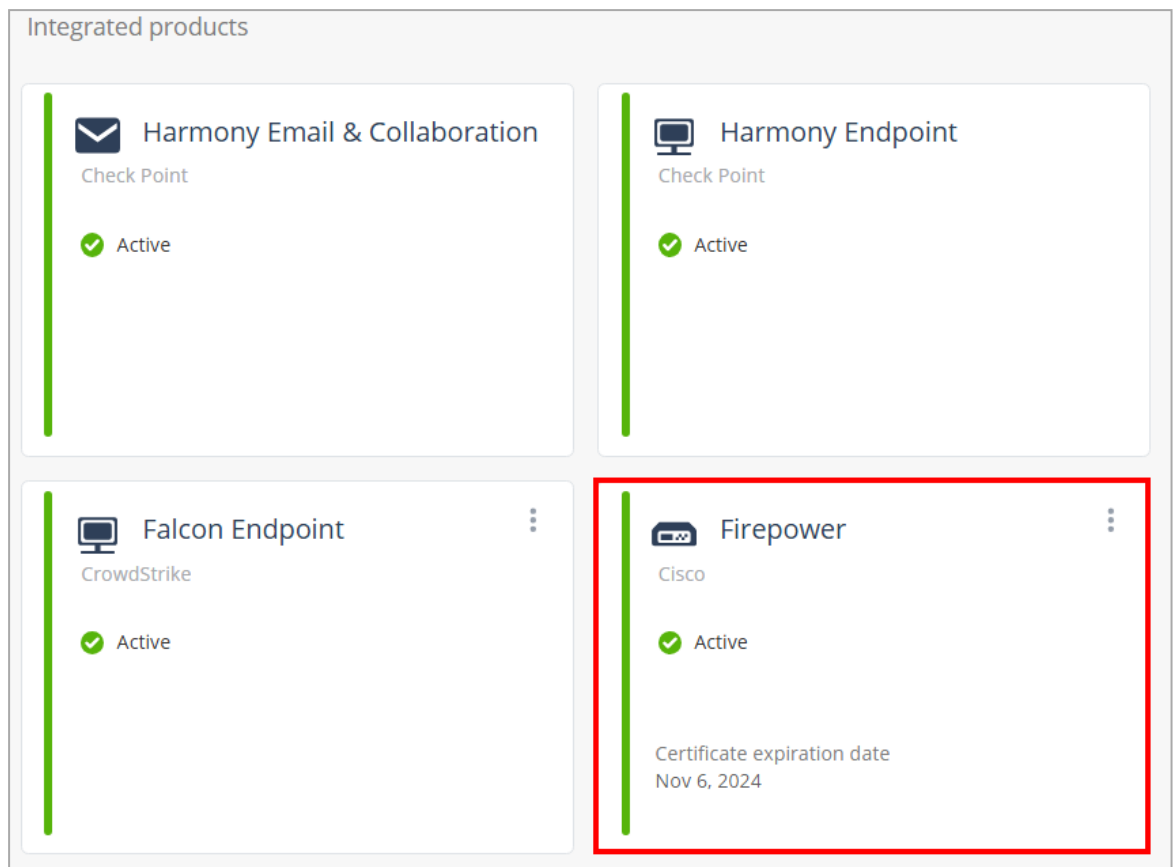 Integrated products
Harmony Email & Collaboration
Check Point
Active
Harmony Endpoint
Check Point
Active
Falcon Endpoint
CrowdStrike
Active
Firepower
Cisco
Active
Certificate expiration date
Nov 6, 2024